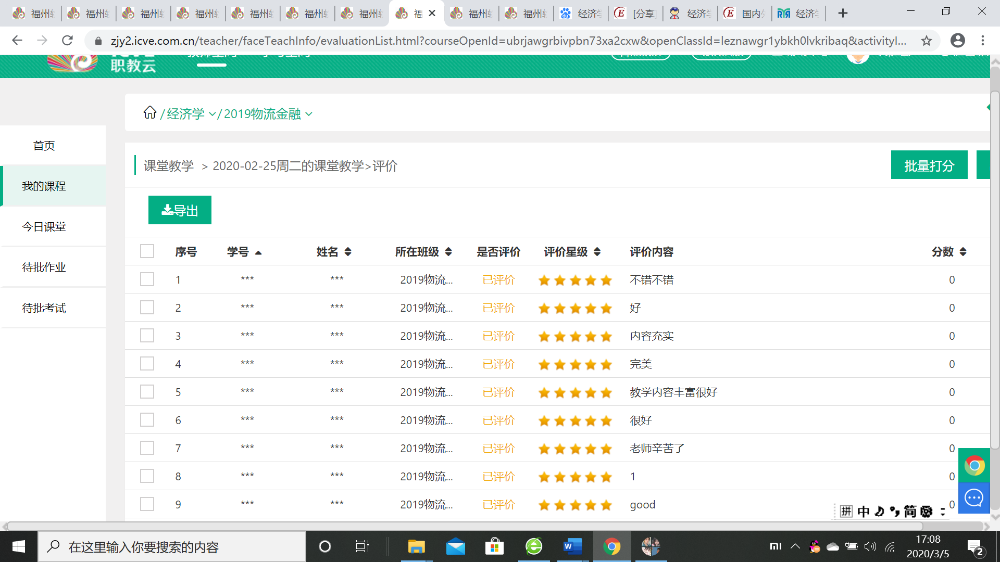 福州 福州 福州 福州 福州 福州 福州 福 福州 福州 经济学 [分享 经济学 国内 经济学
zjy2.icve.com.cn/teacher/faceTeachInfo/evaluationList.html?courseOpenId=ubrjawgrbivpbn73xa2cxw&openClassId=leznawgr1ybkh0lvkribaq&activityI...
职教云
/ 经济学 / 2019物流金融
首页
我的课程
今日课堂
待批作业
待批考试
课堂教学 > 2020-02-25周二的课堂教学>评价
批量打分
导出
序号 学号 姓名 所在班级 是否评价 评价星级 评价内容 分数
1 *** *** 2019物流... 已评价 不错不错 0
2 *** *** 2019物流... 已评价 好 0
3 *** *** 2019物流... 已评价 内容充实 0
4 *** *** 2019物流... 已评价 完美 0
5 *** *** 2019物流... 已评价 教学内容丰富很好 0
6 *** *** 2019物流... 已评价 很好 0
7 *** *** 2019物流... 已评价 老师辛苦了 0
8 *** *** 2019物流... 已评价 1 0
9 *** *** 2019物流... 已评价 good 0
拼 中 简
在这里输入你要搜索的内容
17:08
2020/3/5
2